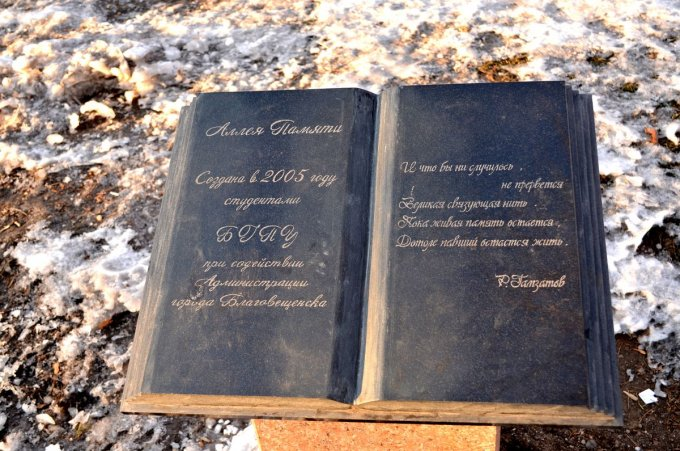 Аллея Памяти
Создана в 2005 году
студентами
БГПУ
при содействии
Администрации
города Благовещенска
И что бы ни случилось
не прервется
Великая связующая нить.
Пока живая память остается,
Дотоле павший остается жить.
Р.Гамзатов